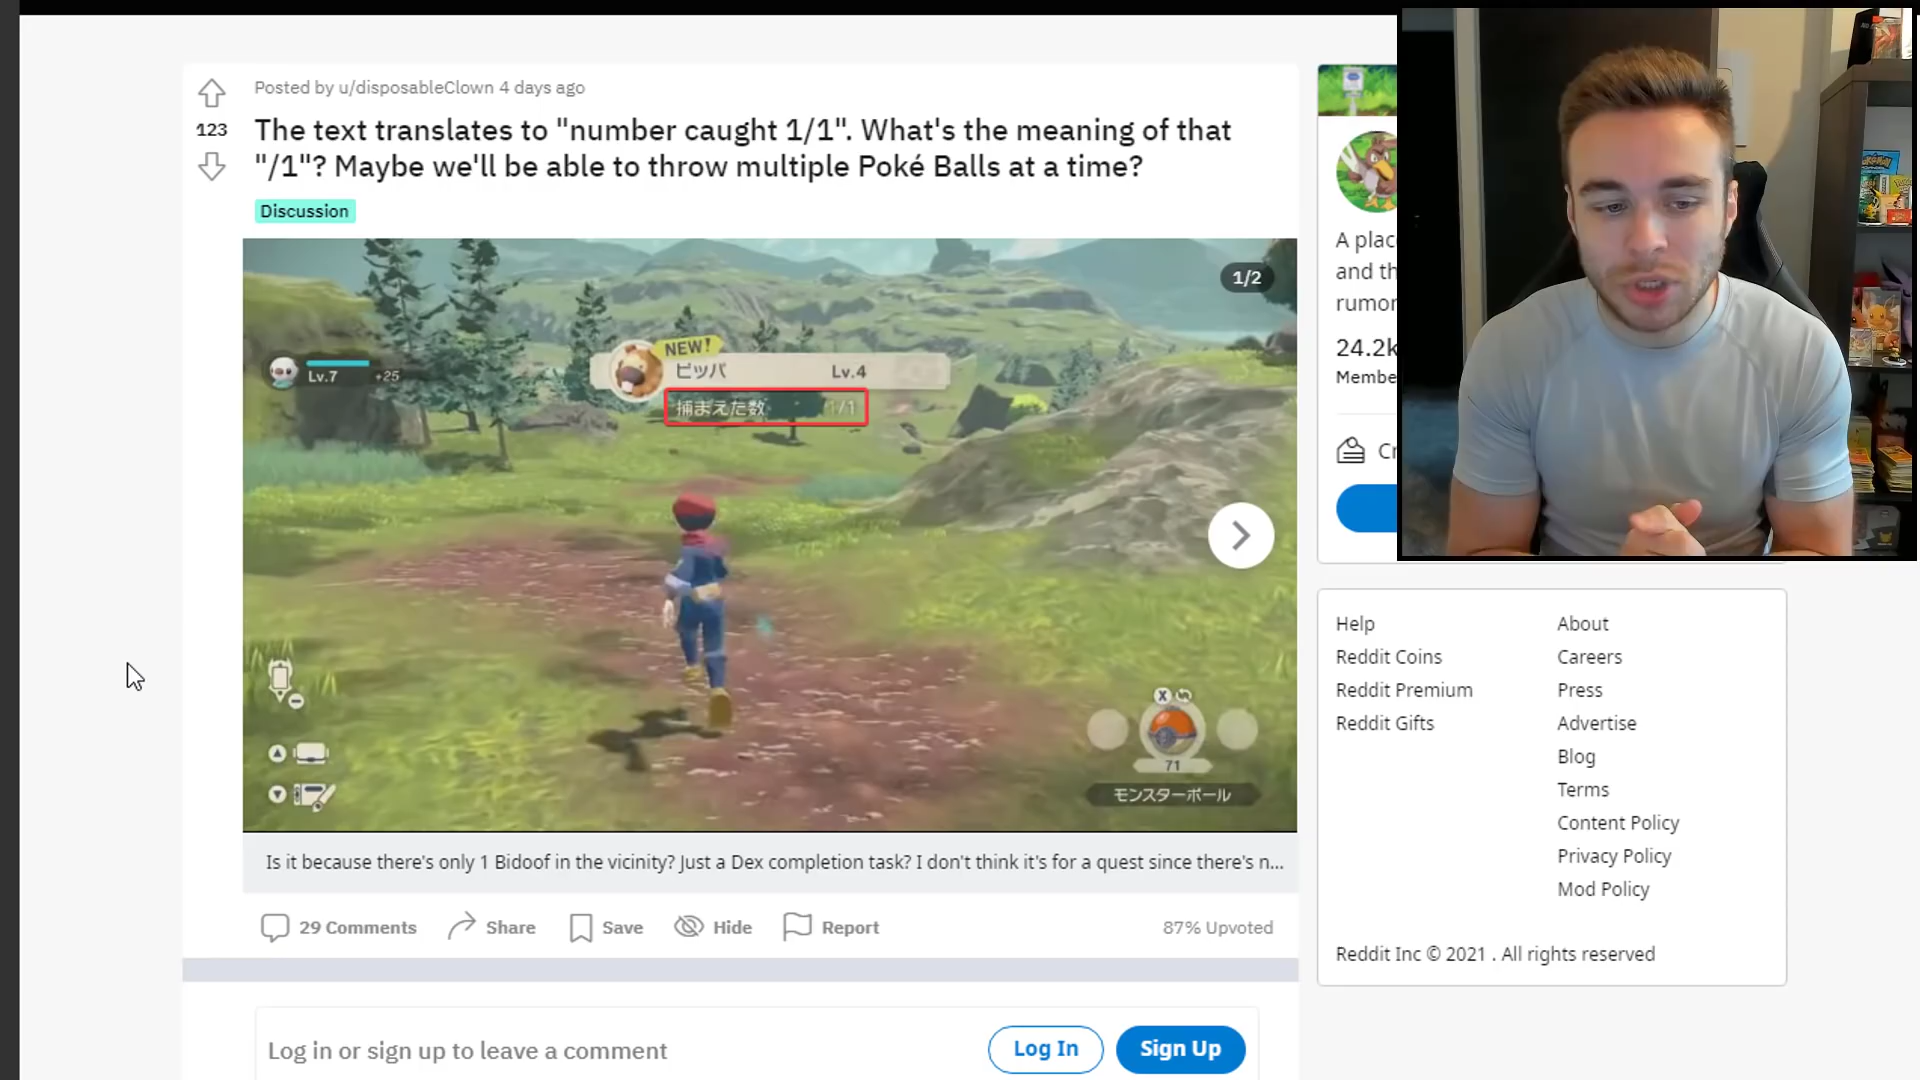 Posted by u/disposableClown 4 days ago
123
The text translates to "number caught 1/1". What's the meaning of that
"/1"? Maybe we'll be able to throw multiple Poké Balls at a time?
Discussion
1/2
NEW!
ビッパ Lv.4
Lv.7 +25
捕まえた数 1/1
X
71
モンスターボール
Is it because there's only 1 Bidoof in the vicinity? Just a Dex completion task? I don't think it's for a quest since there's n...
29 Comments Share Save Hide Report 87% Upvoted
Log in or sign up to leave a comment Log In Sign Up
A plac
and th
rumor
24.2k
Membe
Cr
Help About
Reddit Coins Careers
Reddit Premium Press
Reddit Gifts Advertise
Blog
Terms
Content Policy
Privacy Policy
Mod Policy
Reddit Inc © 2021 . All rights reserved